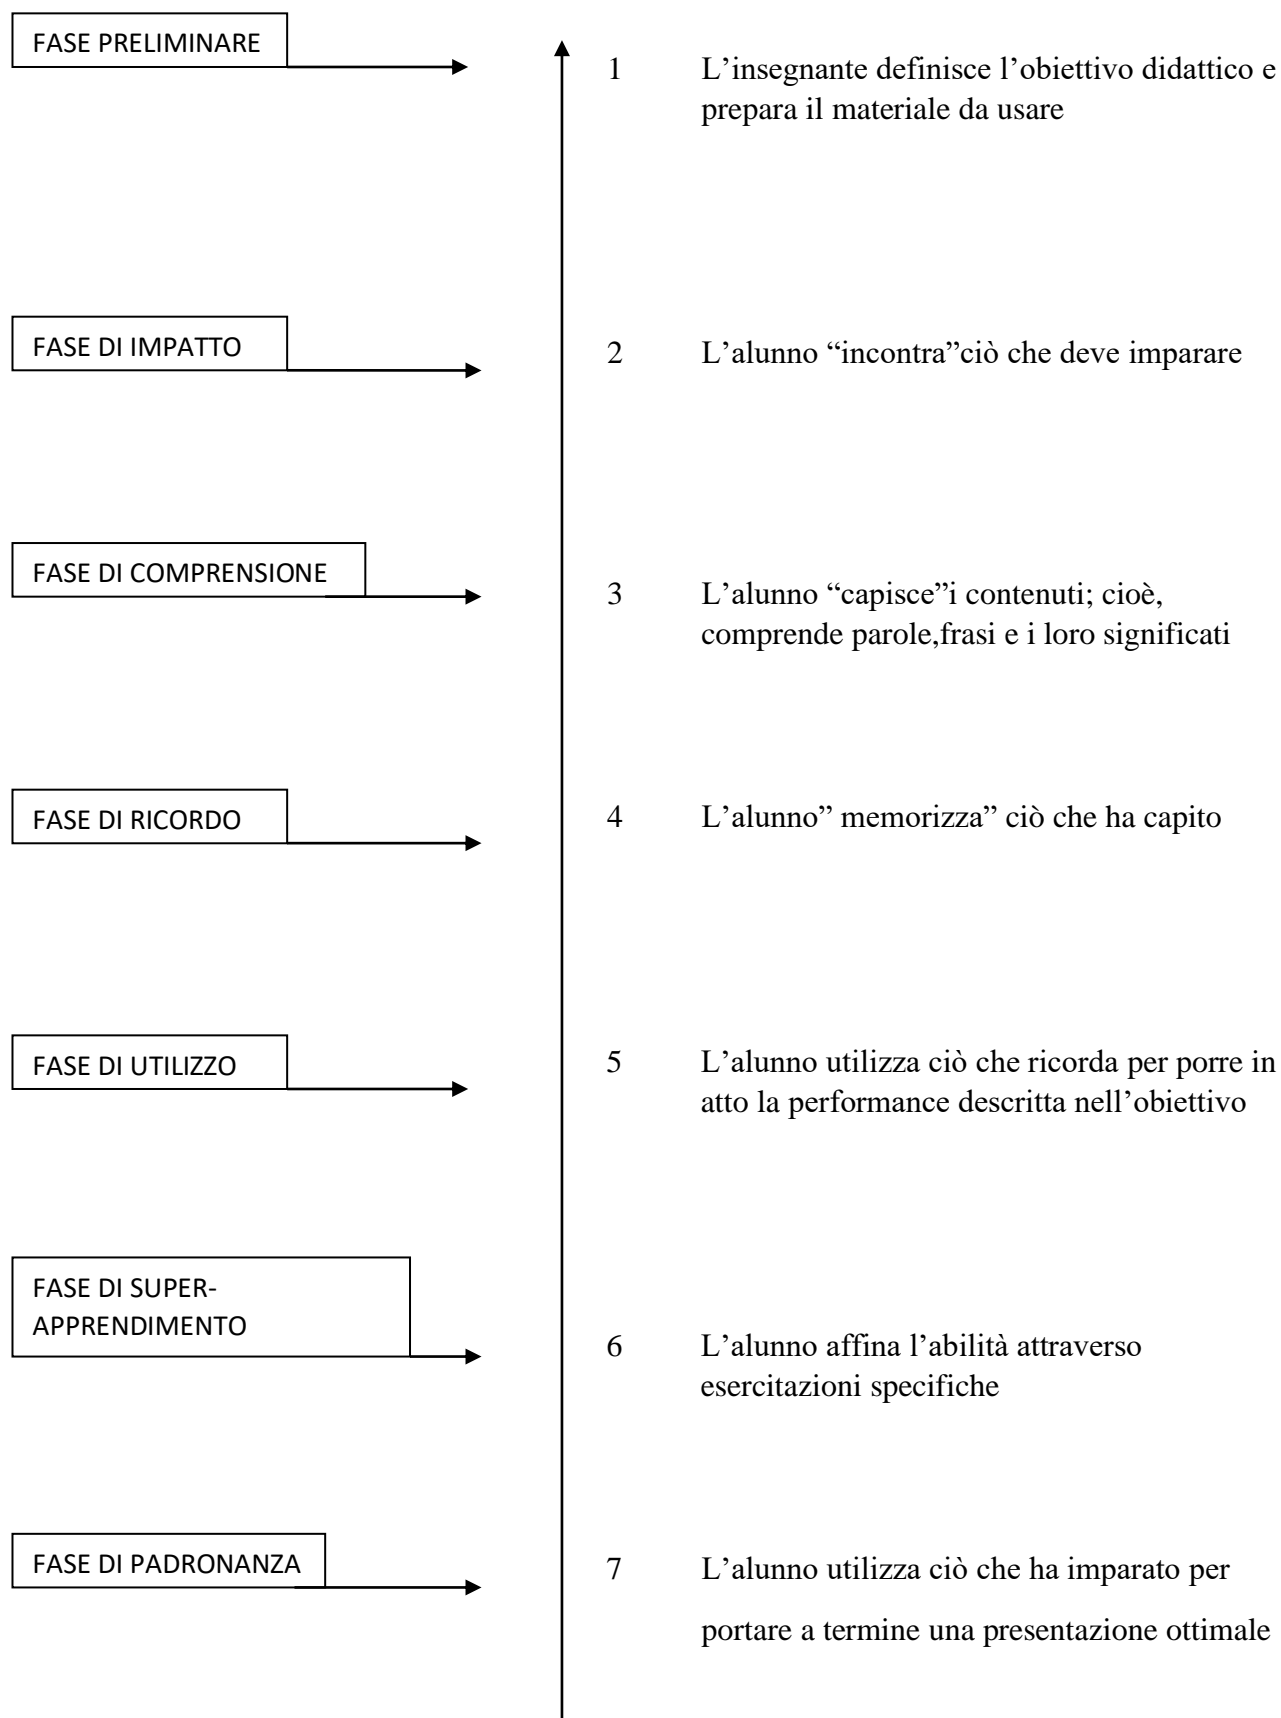 FASE PRELIMINARE
1 L’insegnante definisce l’obiettivo didattico e
prepara il materiale da usare
FASE DI IMPATTO
2 L’alunno “incontra”ciò che deve imparare
FASE DI COMPRENSIONE
3 L’alunno “capisce”i contenuti; cioè,
comprende parole,frasi e i loro significati
FASE DI RICORDO
4 L’alunno” memorizza” ciò che ha capito
FASE DI UTILIZZO
5 L’alunno utilizza ciò che ricorda per porre in
atto la performance descritta nell’obiettivo
FASE DI SUPER-
APPRENDIMENTO
6 L’alunno affina l’abilità attraverso
esercitazioni specifiche
FASE DI PADRONANZA
7 L’alunno utilizza ciò che ha imparato per
portare a termine una presentazione ottimale